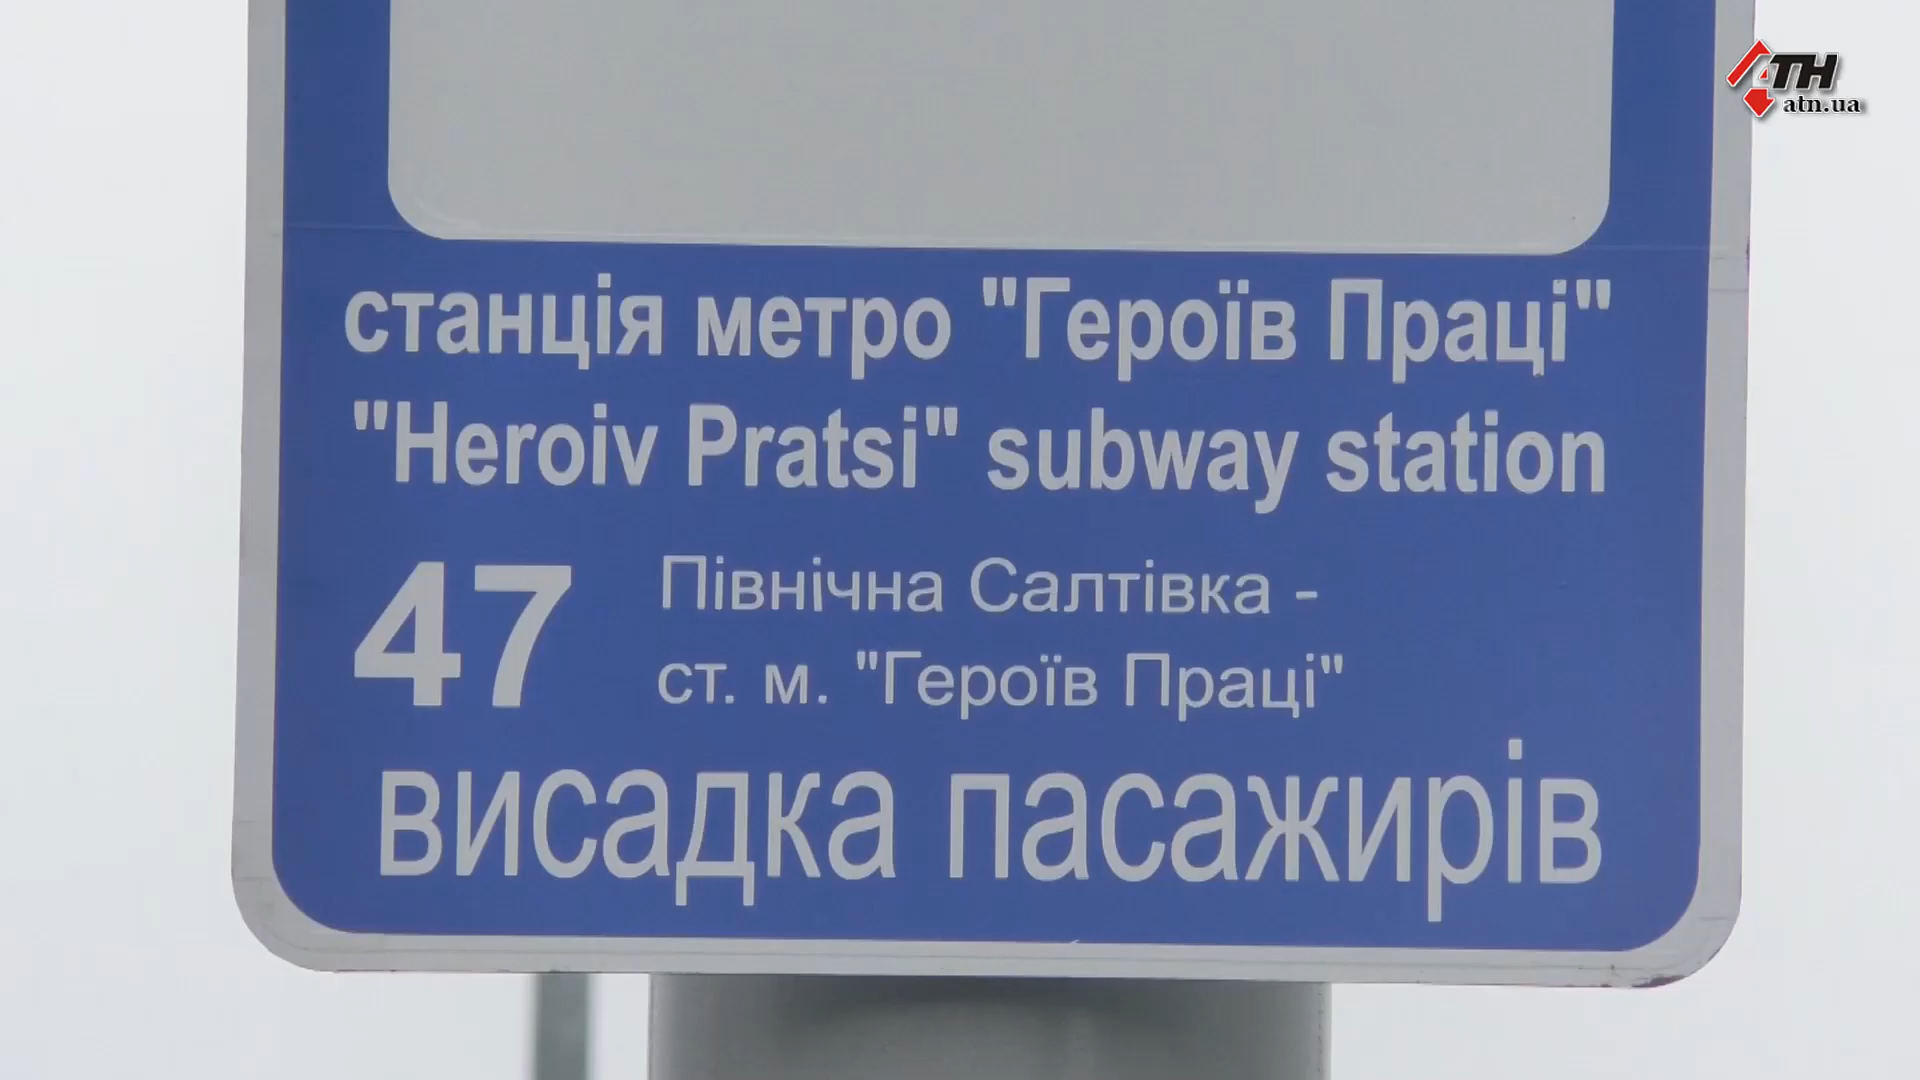 АТН
atn.ua
станція метро "Героїв Праці"
"Heroiv Pratsi" subway station
47 Північна Салтівка -
ст. м. "Героїв Праці"
висадка пасажирів